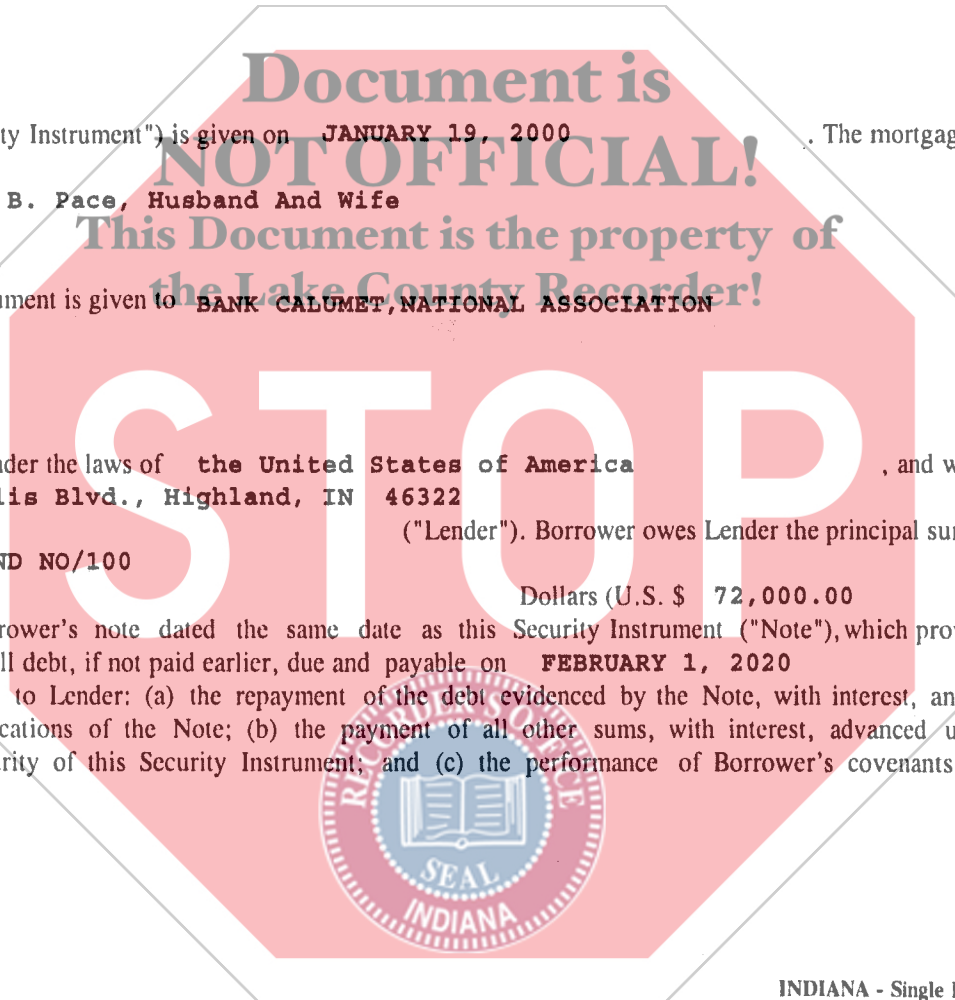 Document is
ty Instrument") is given on JANUARY 19, 2000 . The mortgag
NOT OFFICIAL!
B. Pace, Husband And Wife
This Document is the property of
ument is given to BANK CALUMET,NATIONAL ASSOCIATION
the Lake County Recorder!
STOP
nder the laws of the United States of America , and w
lis Blvd., Highland, IN 46322
("Lender"). Borrower owes Lender the principal sum
ND NO/100
Dollars (U.S. $ 72,000.00
rower's note dated the same date as this Security Instrument ("Note"),which prov
ll debt, if not paid earlier, due and payable on FEBRUARY 1, 2020
to Lender: (a) the repayment of the debt evidenced by the Note, with interest, an
cations of the Note; (b) the payment of all other sums, with interest, advanced u
rity of this Security Instrument; and (c) the performance of Borrower's covenants
RECORDER'S OFFICE
SEAL
INDIANA
INDIANA - Single